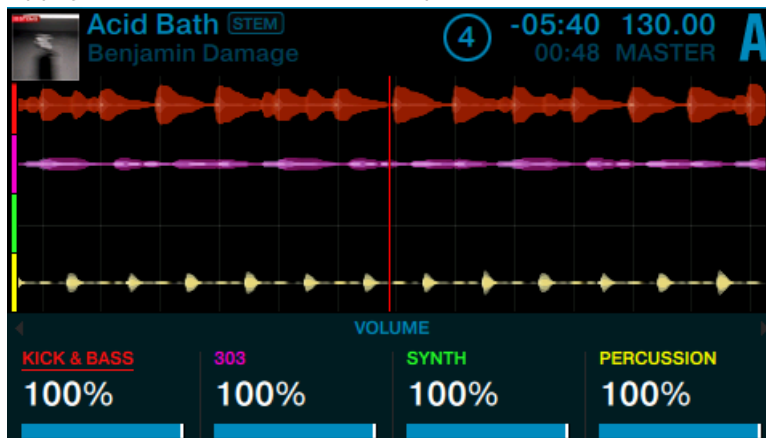 Acid Bath STEM
Benjamin Damage
4
-05:40 130.00
00:48 MASTER
A
VOLUME
KICK & BASS 303 SYNTH PERCUSSION
100% 100% 100% 100%